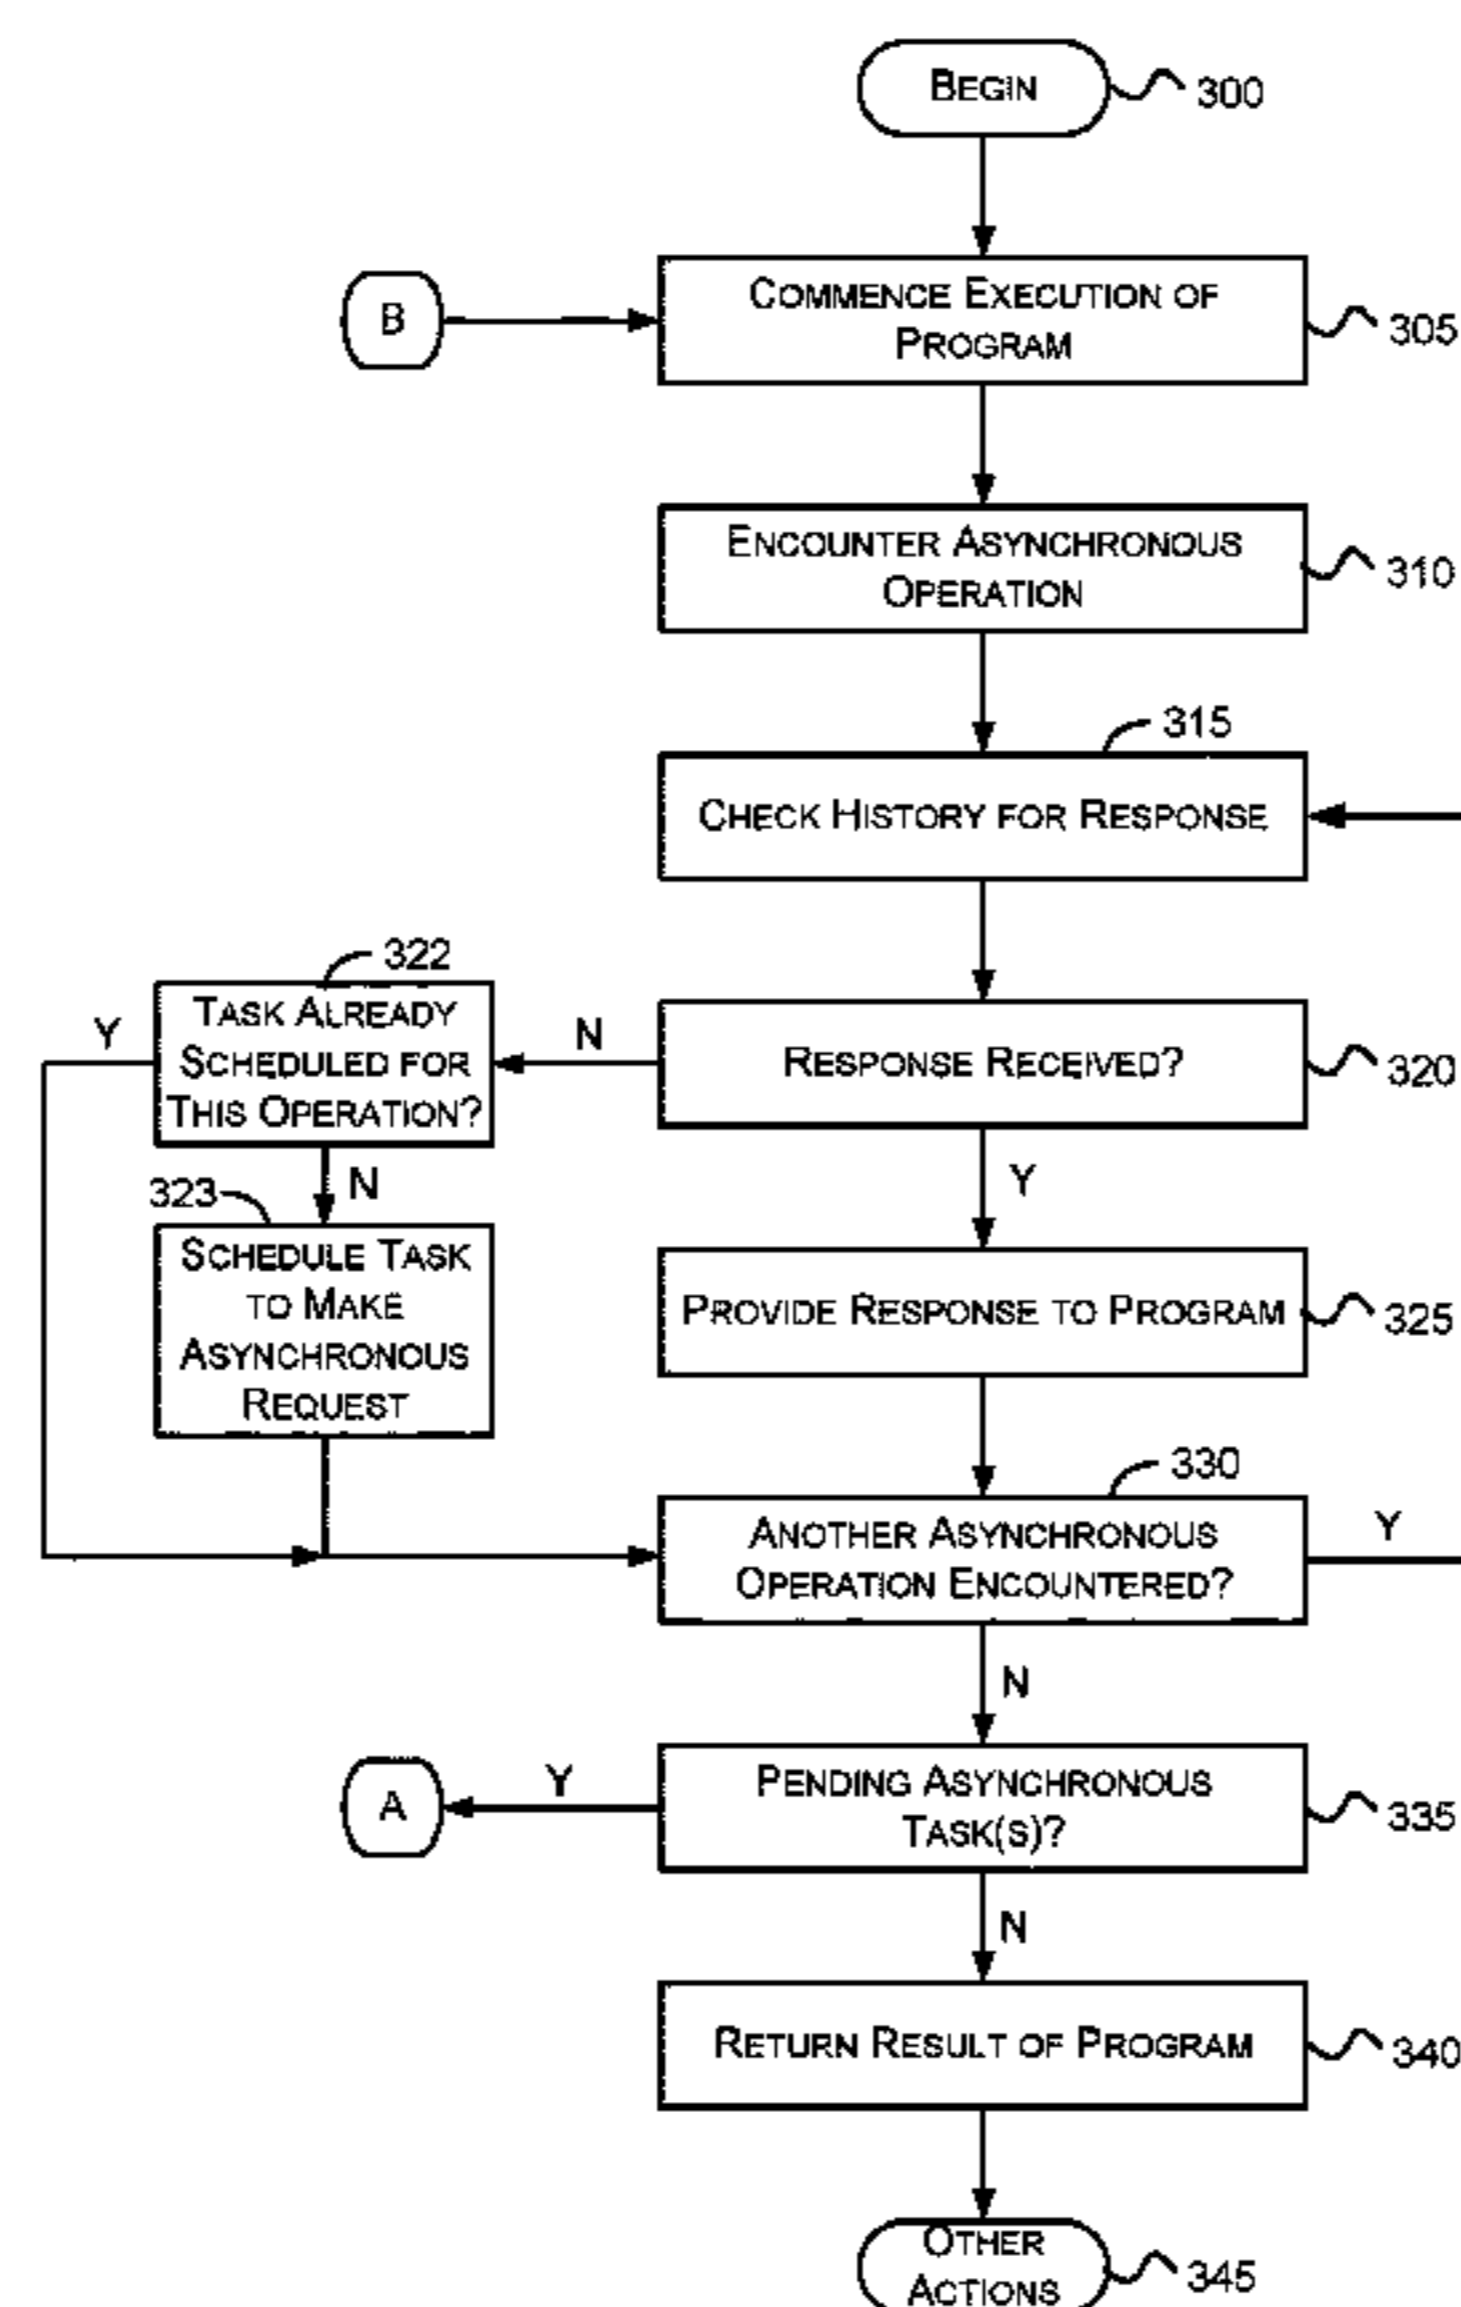 BEGIN
300
B
COMMENCE EXECUTION OF
PROGRAM
305
ENCOUNTER ASYNCHRONOUS
OPERATION
310
315
CHECK HISTORY FOR RESPONSE
322
TASK ALREADY
SCHEDULED FOR
THIS OPERATION?
Y
N
RESPONSE RECEIVED?
320
N
Y
323
SCHEDULE TASK
TO MAKE
ASYNCHRONOUS
REQUEST
PROVIDE RESPONSE TO PROGRAM
325
330
ANOTHER ASYNCHRONOUS
OPERATION ENCOUNTERED?
Y
N
A
Y
PENDING ASYNCHRONOUS
TASK(S)?
335
N
RETURN RESULT OF PROGRAM
340
OTHER
ACTIONS
345